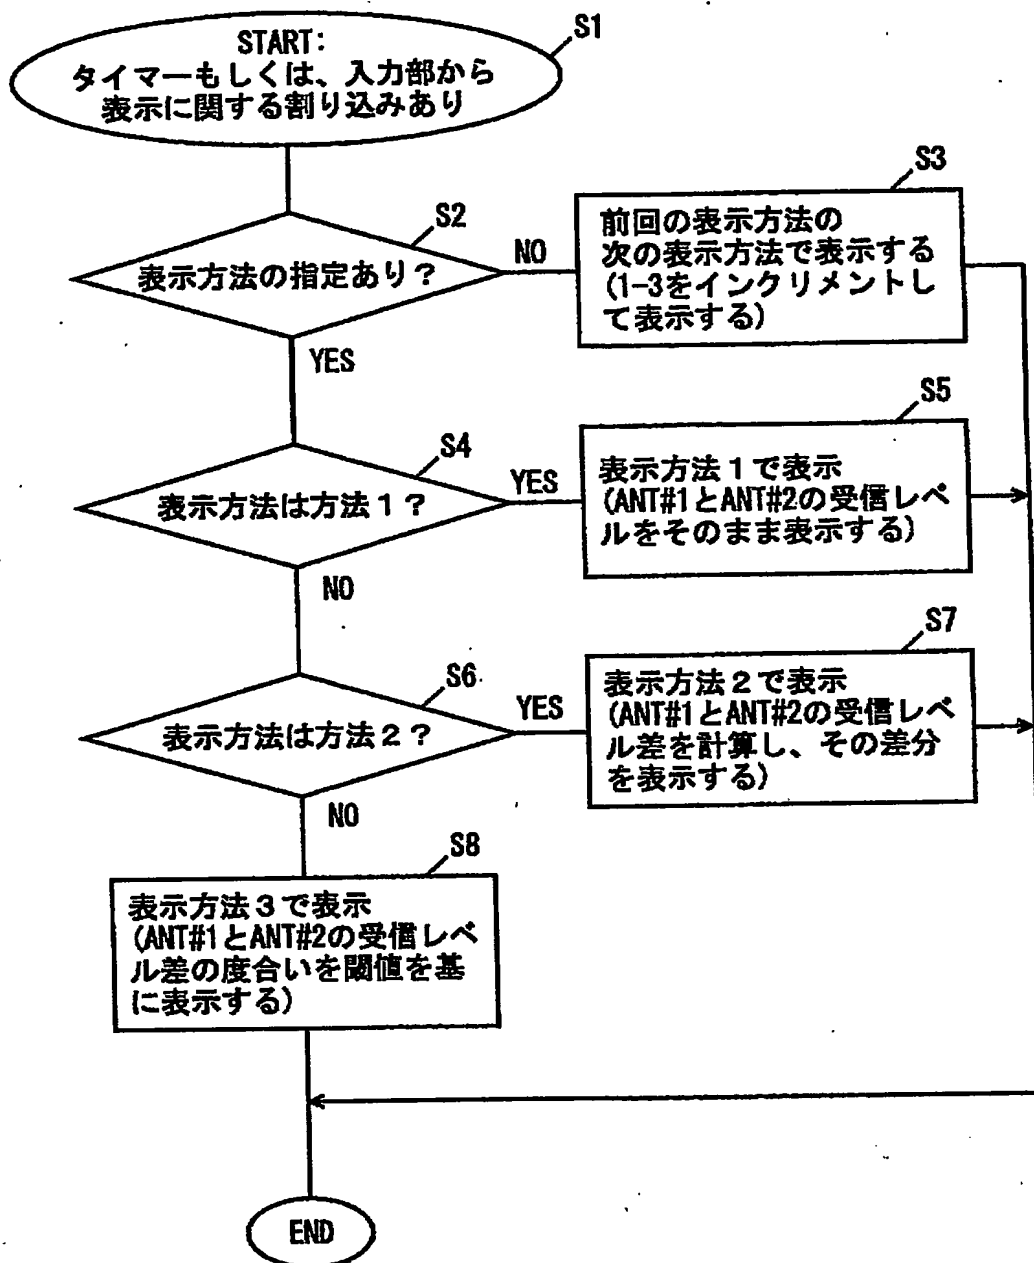 S1
START:
タイマーもしくは、入力部から
表示に関する割り込みあり
S2
表示方法の指定あり？
NO
YES
S3
前回の表示方法の
次の表示方法で表示する
(1-3をインクリメントし
て表示する)
S4
表示方法は方法1？
YES
NO
S5
表示方法1で表示
(ANT#1とANT#2の受信レベ
ルをそのまま表示する)
S6
表示方法は方法2？
YES
NO
S7
表示方法2で表示
(ANT#1とANT#2の受信レベ
ル差を計算し、その差分
を表示する)
S8
表示方法3で表示
(ANT#1とANT#2の受信レベ
ル差の度合いを閾値を基
に表示する)
END